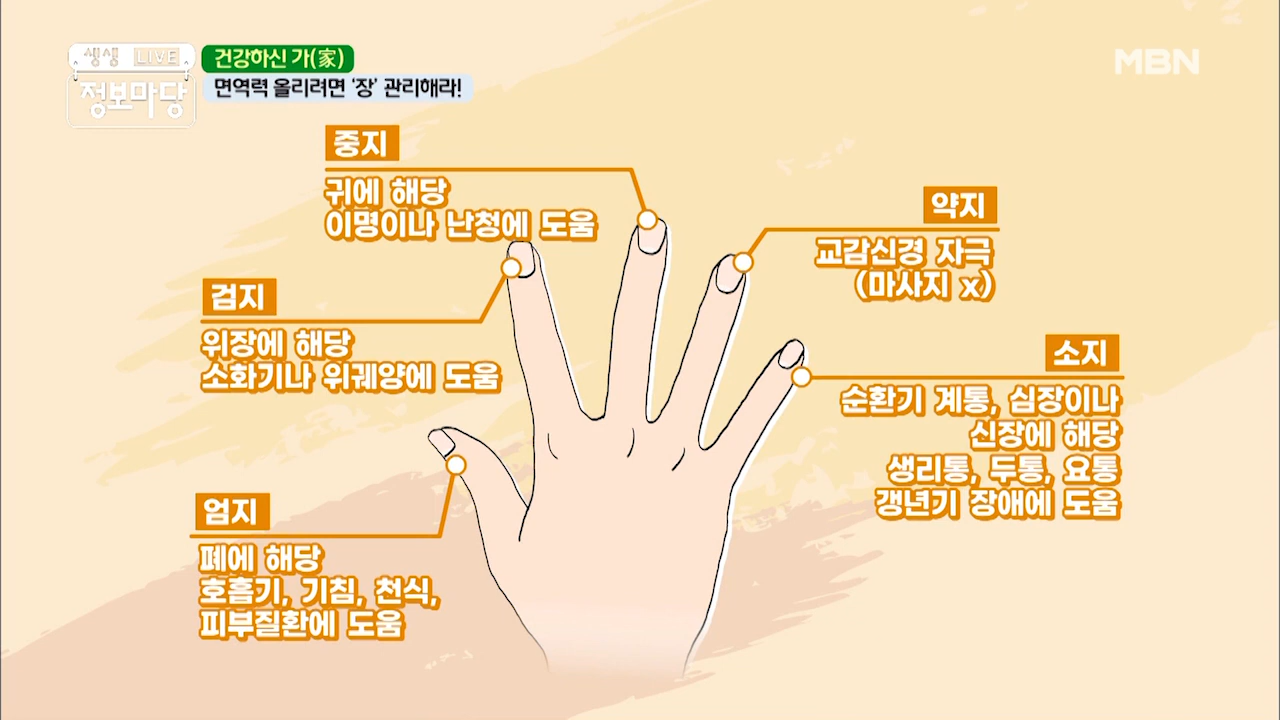 생생 LIVE
정보마당
건강하신 가(家)
면역력 올리려면 '장' 관리해라!
MBN
중지
귀에 해당
이명이나 난청에 도움
약지
교감신경 자극
(마사지 x)
검지
위장에 해당
소화기나 위궤양에 도움
소지
순환기 계통, 심장이나
신장에 해당
생리통, 두통, 요통
갱년기 장애에 도움
엄지
폐에 해당
호흡기, 기침, 천식,
피부질환에 도움